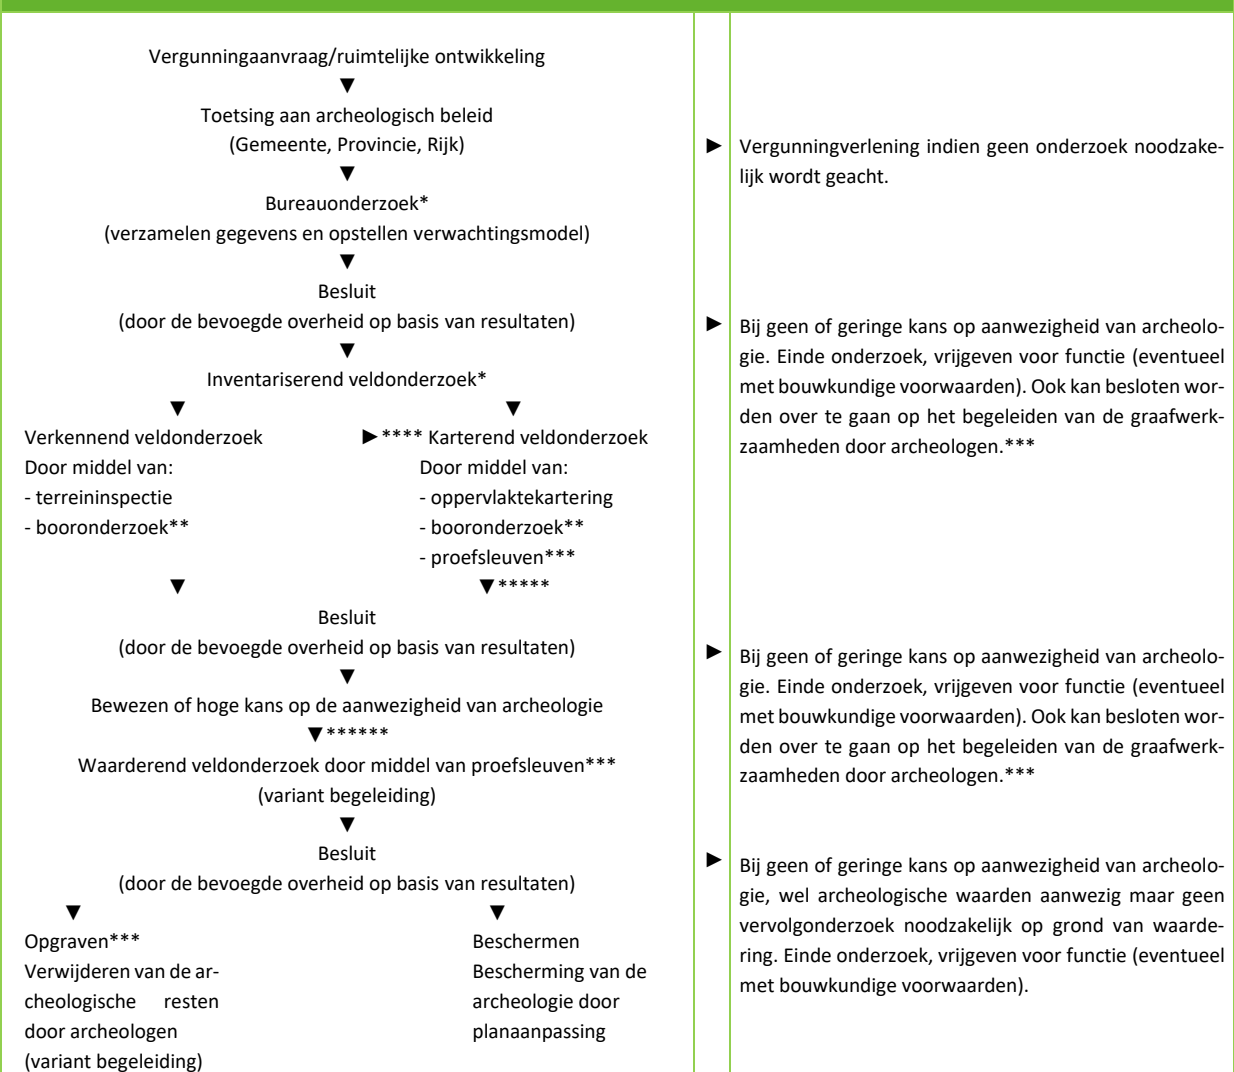 Vergunningaanvraag/ruimtelijke ontwikkeling
▼
Toetsing aan archeologisch beleid
(Gemeente, Provincie, Rijk)
▼
Bureauonderzoek*
(verzamelen gegevens en opstellen verwachtingsmodel)
▼
Besluit
(door de bevoegde overheid op basis van resultaten)
▼
Inventariserend veldonderzoek*
▼ ▼
Verkennend veldonderzoek ►**** Karterend veldonderzoek
Door middel van: Door middel van:
- terreininspectie - oppervlaktekartering
- booronderzoek** - booronderzoek**
- proefsleuven***
▼ ▼*****
Besluit
(door de bevoegde overheid op basis van resultaten)
▼
Bewezen of hoge kans op de aanwezigheid van archeologie
▼******
Waarderend veldonderzoek door middel van proefsleuven***
(variant begeleiding)
▼
Besluit
(door de bevoegde overheid op basis van resultaten)
▼ ▼
Opgraven***
Verwijderen van de ar-
cheologische resten
door archeologen
(variant begeleiding)
Beschermen
Bescherming van de
archeologie door
planaanpassing
► Vergunningverlening indien geen onderzoek noodzake-
lijk wordt geacht.
► Bij geen of geringe kans op aanwezigheid van archeolo-
gie. Einde onderzoek, vrijgeven voor functie (eventueel
met bouwkundige voorwaarden). Ook kan besloten wor-
den over te gaan op het begeleiden van de graafwerk-
zaamheden door archeologen.***
► Bij geen of geringe kans op aanwezigheid van archeolo-
gie. Einde onderzoek, vrijgeven voor functie (eventueel
met bouwkundige voorwaarden). Ook kan besloten wor-
den over te gaan op het begeleiden van de graafwerk-
zaamheden door archeologen.***
► Bij geen of geringe kans op aanwezigheid van archeolo-
gie, wel archeologische waarden aanwezig maar geen
vervolgonderzoek noodzakelijk op grond van waarde-
ring. Einde onderzoek, vrijgeven voor functie (eventueel
met bouwkundige voorwaarden).